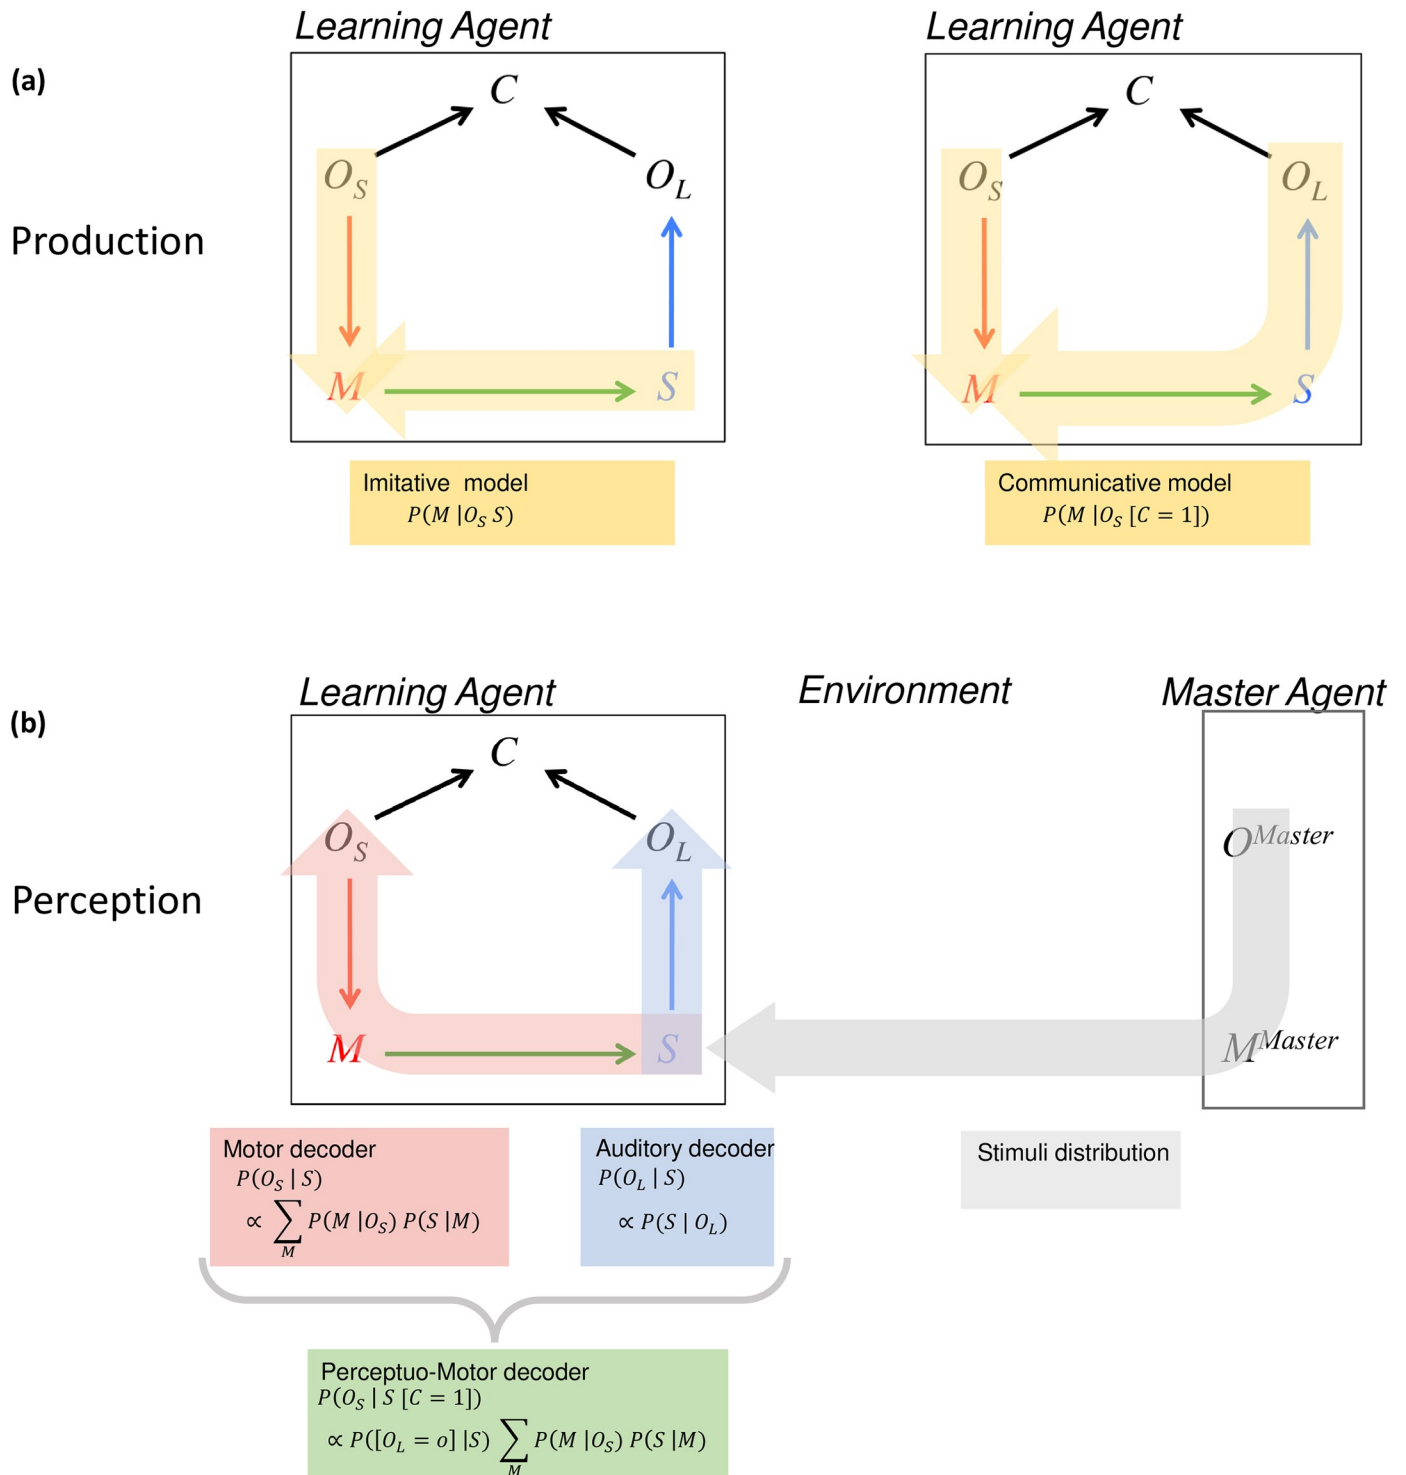 Learning Agent
Learning Agent
(a)
C
C
O_S
O_L
O_S
O_L
Production
M
S
M
S
Imitative model
P(M |O_S S)
Communicative model
P(M |O_S [C = 1])
Learning Agent
Environment
Master Agent
(b)
C
O_S
O_L
O^Master
Perception
M
S
M^Master
Motor decoder
P(O_S | S)
∝ ∑_M P(M |O_S) P(S |M)
Auditory decoder
P(O_L | S)
∝ P(S | O_L)
Stimuli distribution
Perceptuo-Motor decoder
P(O_S | S [C = 1])
∝ P([O_L = o] |S) ∑_M P(M |O_S) P(S |M)